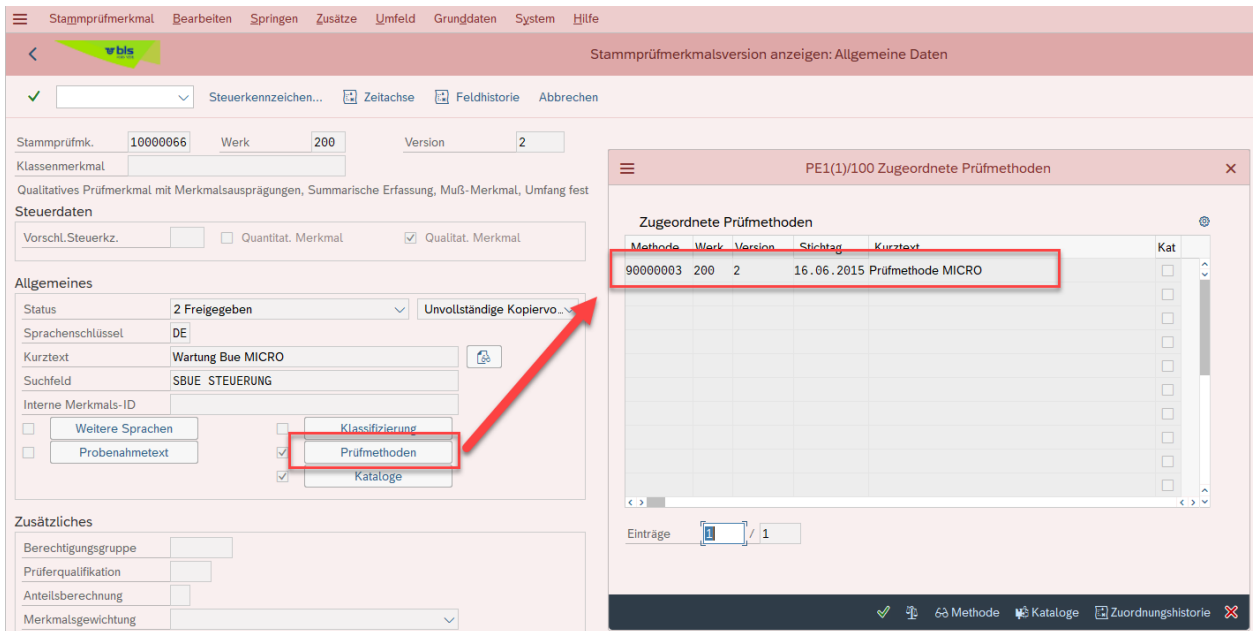 Stammprüfmerkmal Bearbeiten Springen Zusätze Umfeld Grunddaten System Hilfe
bls
Stammprüfmerkmalsversion anzeigen: Allgemeine Daten
Steuerkennzeichen... Zeitachse Feldhistorie Abbrechen
Stammprüfmk. 10000066 Werk 200 Version 2
Klassenmerkmal
Qualitatives Prüfmerkmal mit Merkmalsausprägungen, Summarische Erfassung, Muß-Merkmal, Umfang fest
Steuerdaten
Vorschl.Steuerkz. Quantitat. Merkmal Qualitat. Merkmal
Allgemeines
Status 2 Freigegeben Unvollständige Kopiervo...
Sprachenschlüssel DE
Kurztext Wartung Bue MICRO
Suchfeld SBUE STEUERUNG
Interne Merkmals-ID
Weitere Sprachen Klassifizierung
Probenahmetext Prüfmethoden
Kataloge
Zusätzliches
Berechtigungsgruppe
Prüferqualifikation
Anteilsberechnung
Merkmalsgewichtung
PE1(1)/100 Zugeordnete Prüfmethoden
Zugeordnete Prüfmethoden
Methode Werk Version Stichtag Kurztext Kat
90000003 200 2 16.06.2015 Prüfmethode MICRO
Einträge 1 / 1
Methode Kataloge Zuordnungshistorie